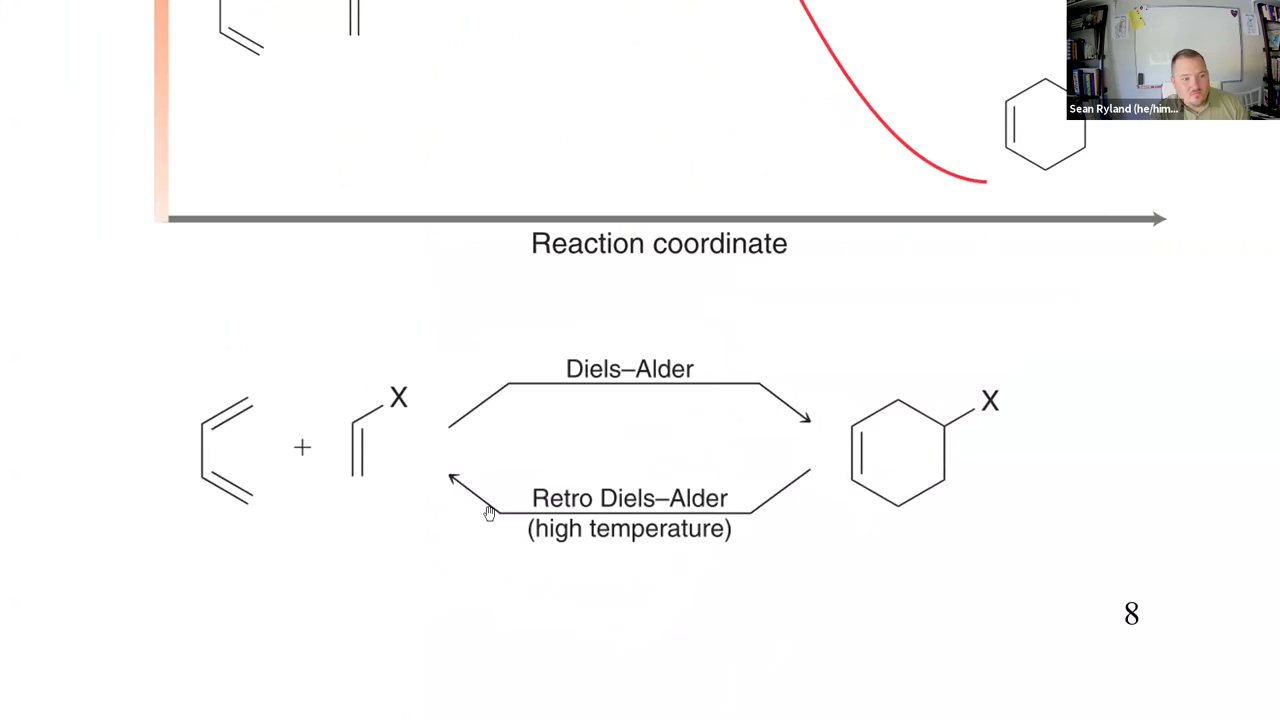 Sean Ryland (he/him...
Reaction coordinate
Diels–Alder
X
+
X
X
Retro Diels–Alder
(high temperature)
8